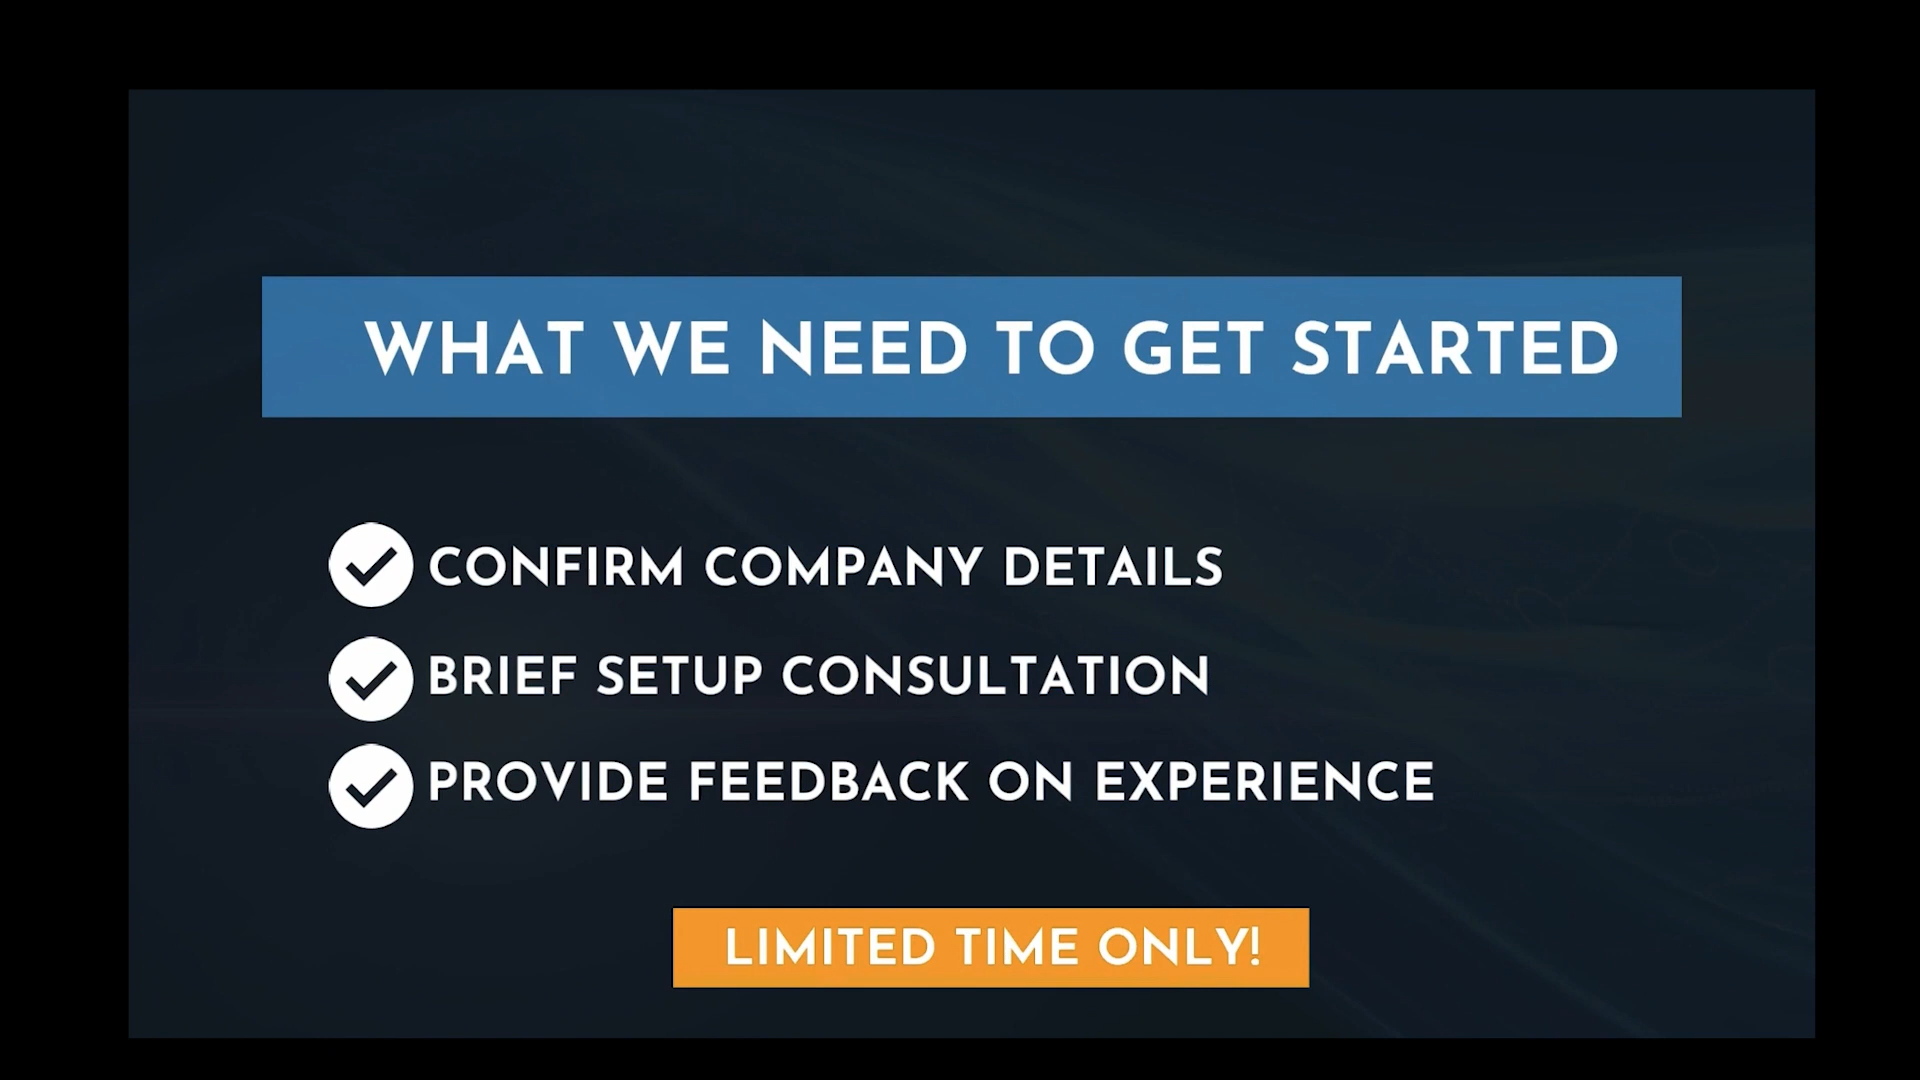 WHAT WE NEED TO GET STARTED
CONFIRM COMPANY DETAILS
BRIEF SETUP CONSULTATION
PROVIDE FEEDBACK ON EXPERIENCE
LIMITED TIME ONLY!